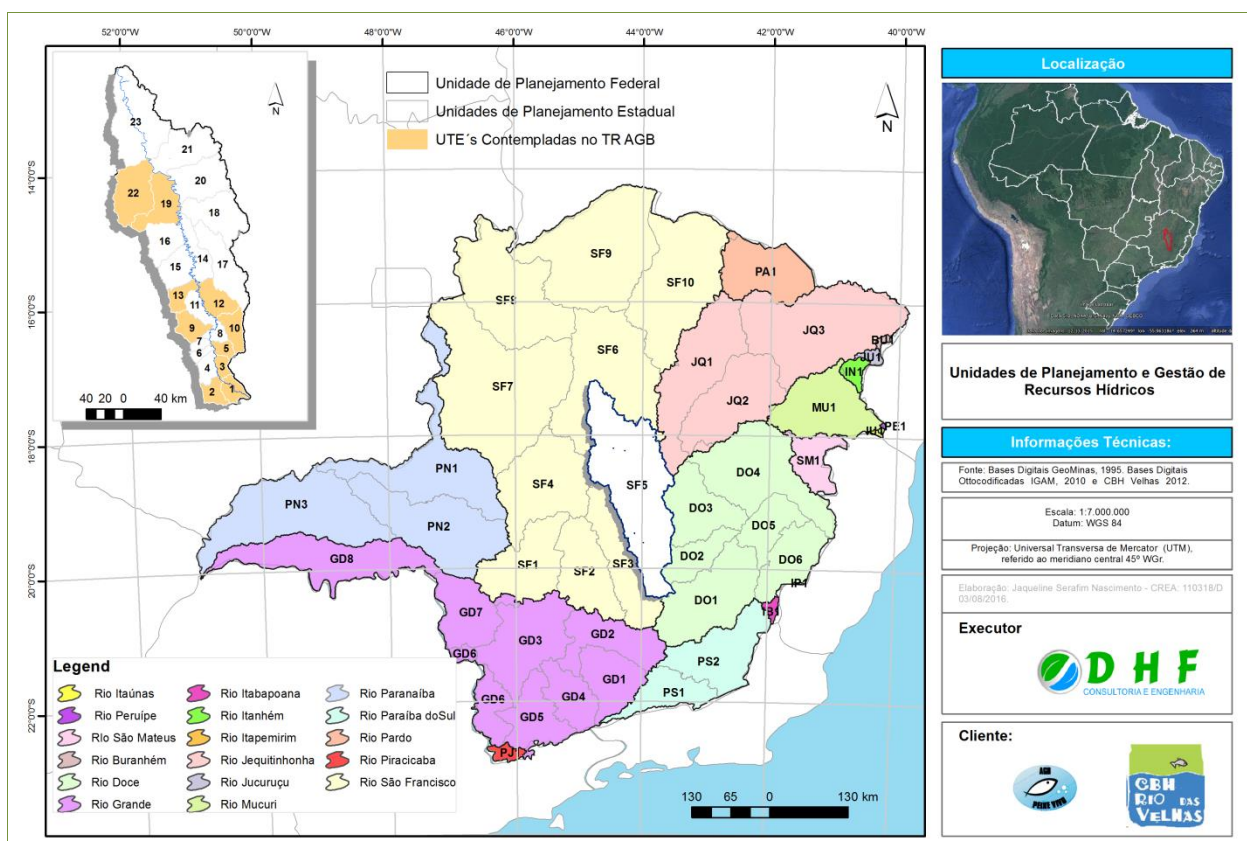 52°0'0"W
50°0'0"W
48°0'0"W
46°0'0"W
44°0'0"W
42°0'0"W
40°0'0"W
14°0'0"S
16°0'0"S
18°0'0"S
20°0'0"S
22°0'0"S
N
23
21
20
22
19
18
16
14
15
17
13
11
12
9
8
10
7
5
6
4
3
2
1
40 20 0 40 km
Unidade de Planejamento Federal
Unidades de Planejamento Estadual
UTE´s Contempladas no TR AGB
N
SF9
SF8
SF10
PA1
SF6
JQ3
BU1
JU1
JQ1
IN1
SF7
JQ2
MU1
PE1
IU1
PN1
SM1
DO4
SF4
SF5
PN3
PN2
DO3
DO5
DO2
DO6
GD8
SF1
SF2
SF3
IP1
DO1
IB1
GD7
GD3
GD2
GD6
PS2
GD1
GD6
GD4
PS1
GD5
PJ
Legend
Rio Itaúnas
Rio Peruípe
RIo São Mateus
Rio Buranhém
Rio Doce
Rio Grande
Rio Itabapoana
Rio Itanhém
Rio Itapemirim
Rio Jequitinhonha
Rio Jucuruçu
Rio Mucuri
Rio Paranaíba
Rio Paraíba doSul
Rio Pardo
Rio Piracicaba
Rio São Francisco
130 65 0 130 km
Localização
Unidades de Planejamento e Gestão de
Recursos Hídricos
Informações Técnicas:
Fonte: Bases Digitais GeoMinas, 1995. Bases Digitais
Ottocodificadas IGAM, 2010 e CBH Velhas 2012.
Escala: 1:7.000.000
Datum: WGS 84
Projeção: Universal Transversa de Mercator (UTM),
referido ao meridiano central 45º WGr.
Elaboração: Jaqueline Serafim Nascimento - CREA: 110318/D
03/08/2016.
Executor
DHF
CONSULTORIA E ENGENHARIA
Cliente:
AGB
PEIXE VIVO
CBH
RIO DAS
VELHAS